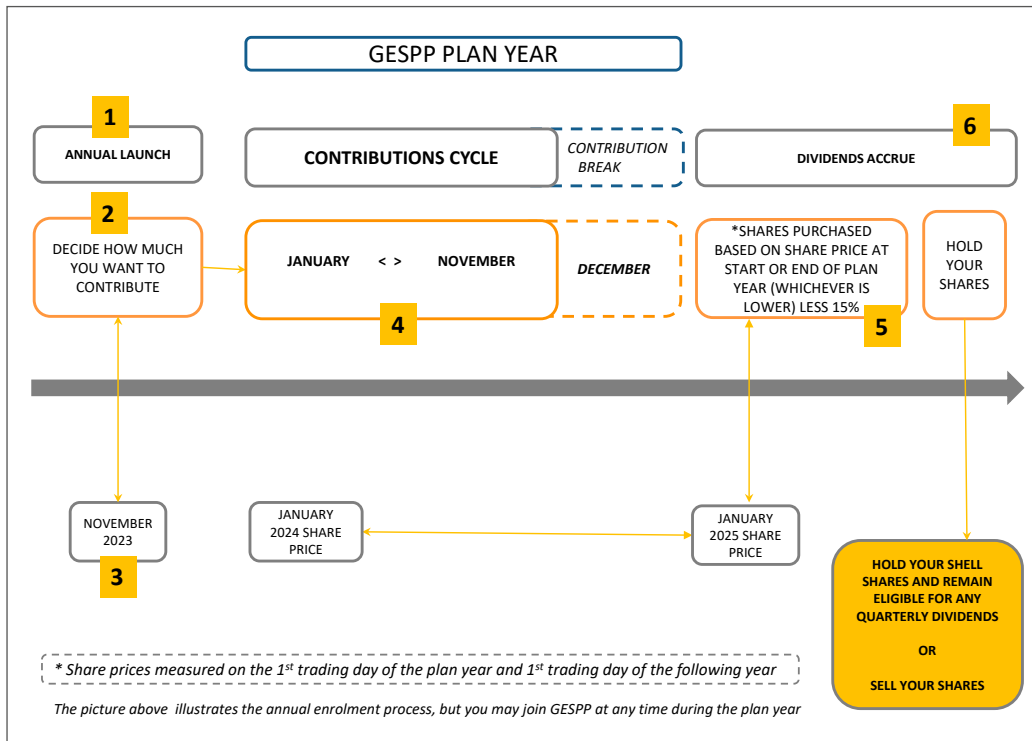 GESPP PLAN YEAR
1
ANNUAL LAUNCH
CONTRIBUTIONS CYCLE
CONTRIBUTION
BREAK
6
DIVIDENDS ACCRUE
2
DECIDE HOW MUCH
YOU WANT TO
CONTRIBUTE
JANUARY < > NOVEMBER
4
DECEMBER
*SHARES PURCHASED
BASED ON SHARE PRICE AT
START OR END OF PLAN
YEAR (WHICHEVER IS
LOWER) LESS 15%
5
HOLD
YOUR
SHARES
NOVEMBER
2023
3
JANUARY
2024 SHARE
PRICE
JANUARY
2025 SHARE
PRICE
HOLD YOUR SHELL
SHARES AND REMAIN
ELIGIBLE FOR ANY
QUARTERLY DIVIDENDS
OR
SELL YOUR SHARES
* Share prices measured on the 1st trading day of the plan year and 1st trading day of the following year
The picture above illustrates the annual enrolment process, but you may join GESPP at any time during the plan year